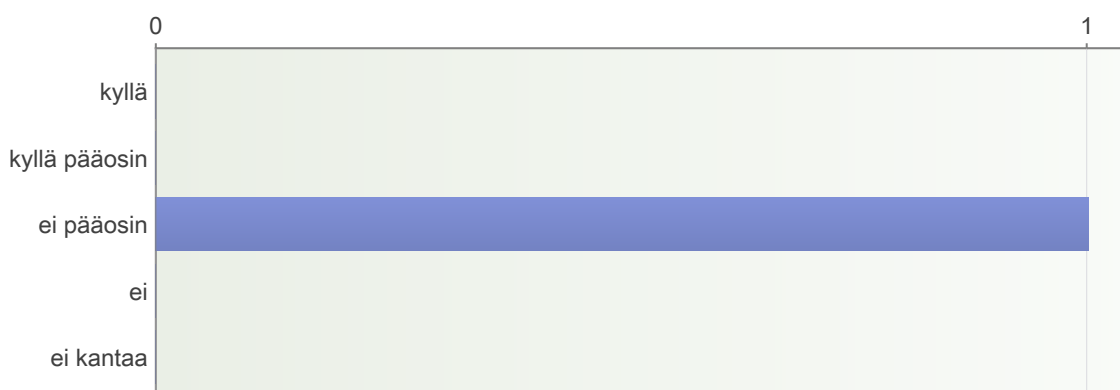 0 1
kyllä
kyllä pääosin
ei pääosin
ei
ei kantaa